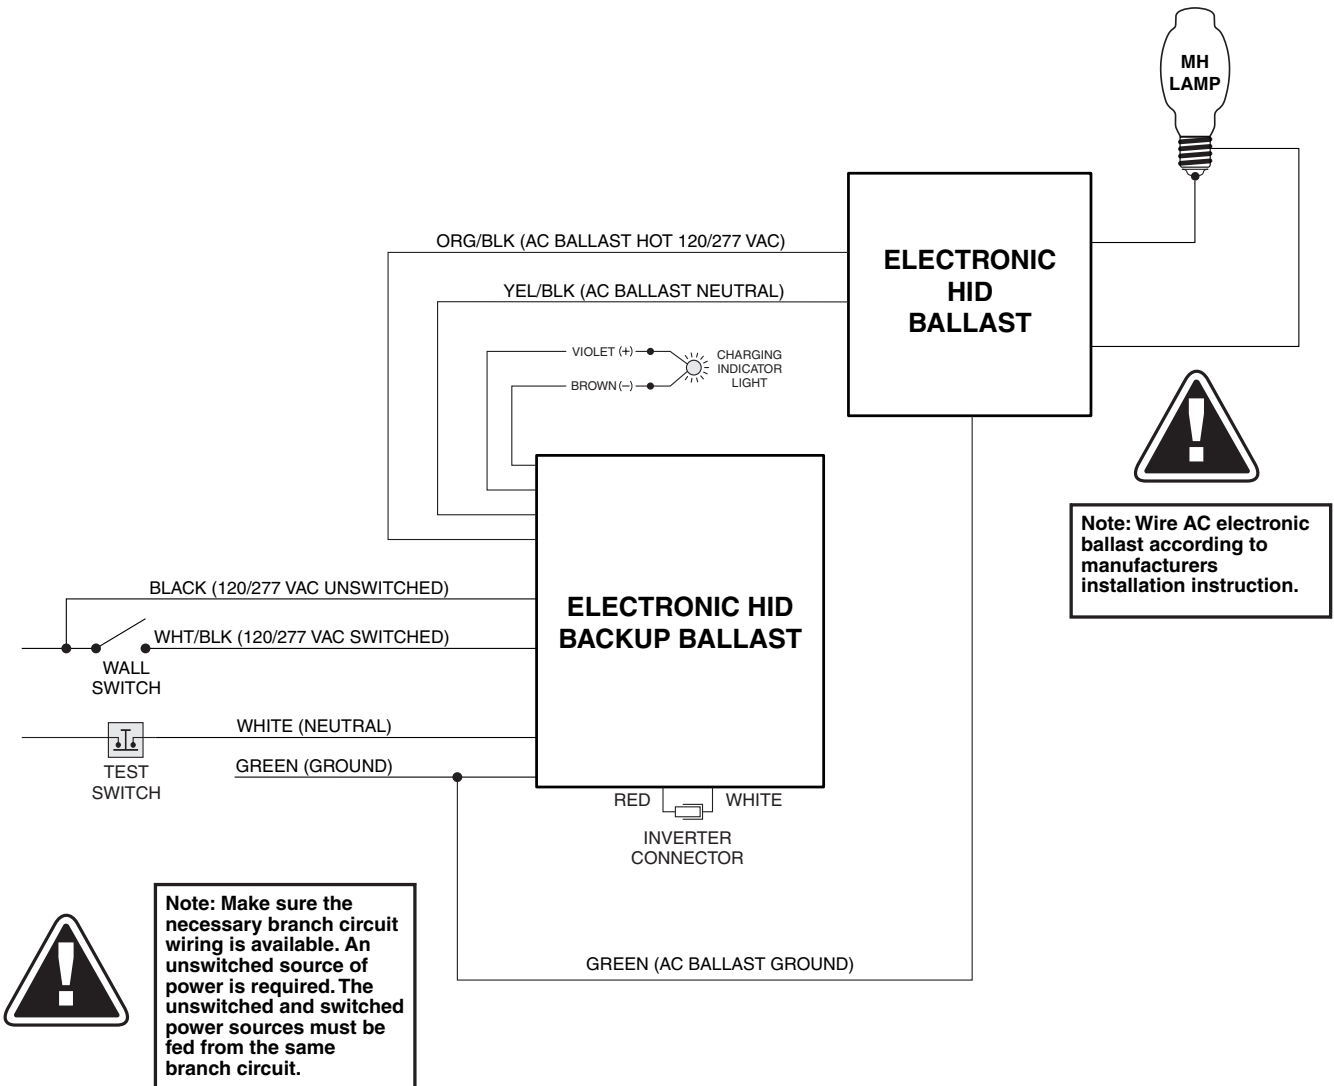 MH
LAMP
ORG/BLK (AC BALLAST HOT 120/277 VAC)
YEL/BLK (AC BALLAST NEUTRAL)
ELECTRONIC
HID
BALLAST
VIOLET (+)
BROWN (–)
CHARGING
INDICATOR
LIGHT
Note: Wire AC electronic
ballast according to
manufacturers
installation instruction.
BLACK (120/277 VAC UNSWITCHED)
WHT/BLK (120/277 VAC SWITCHED)
WALL
SWITCH
ELECTRONIC HID
BACKUP BALLAST
WHITE (NEUTRAL)
GREEN (GROUND)
TEST
SWITCH
RED
WHITE
INVERTER
CONNECTOR
Note: Make sure the
necessary branch circuit
wiring is available. An
unswitched source of
power is required. The
unswitched and switched
power sources must be
fed from the same
branch circuit.
GREEN (AC BALLAST GROUND)